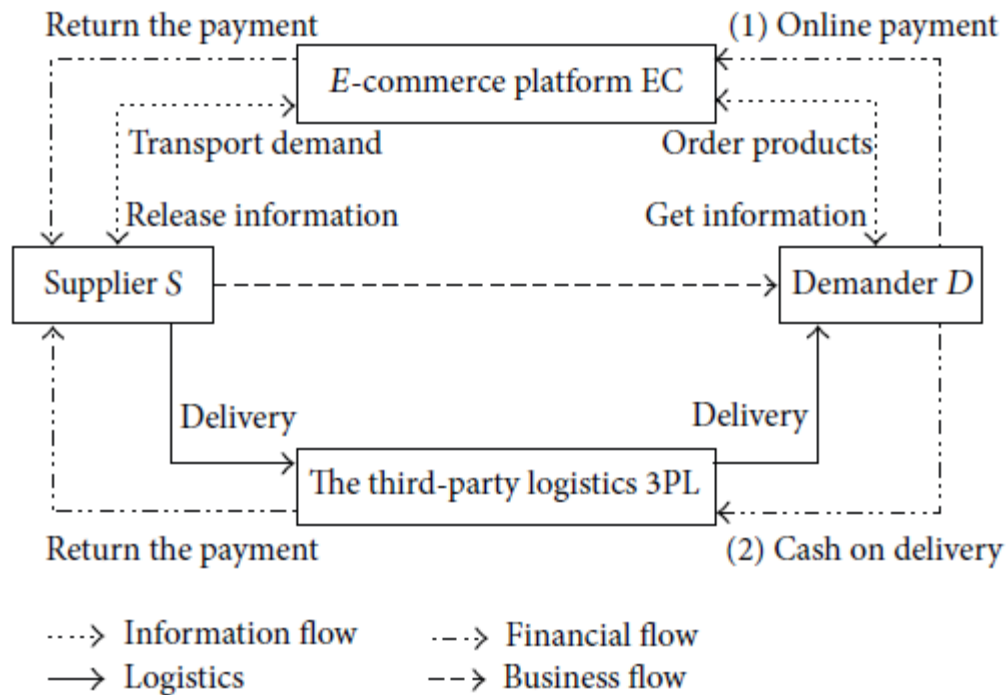 Return the payment
(1) Online payment
E-commerce platform EC
Transport demand
Order products
Release information
Get information
Supplier S
Demander D
Delivery
Delivery
The third-party logistics 3PL
Return the payment
(2) Cash on delivery
Information flow
Financial flow
Logistics
Business flow